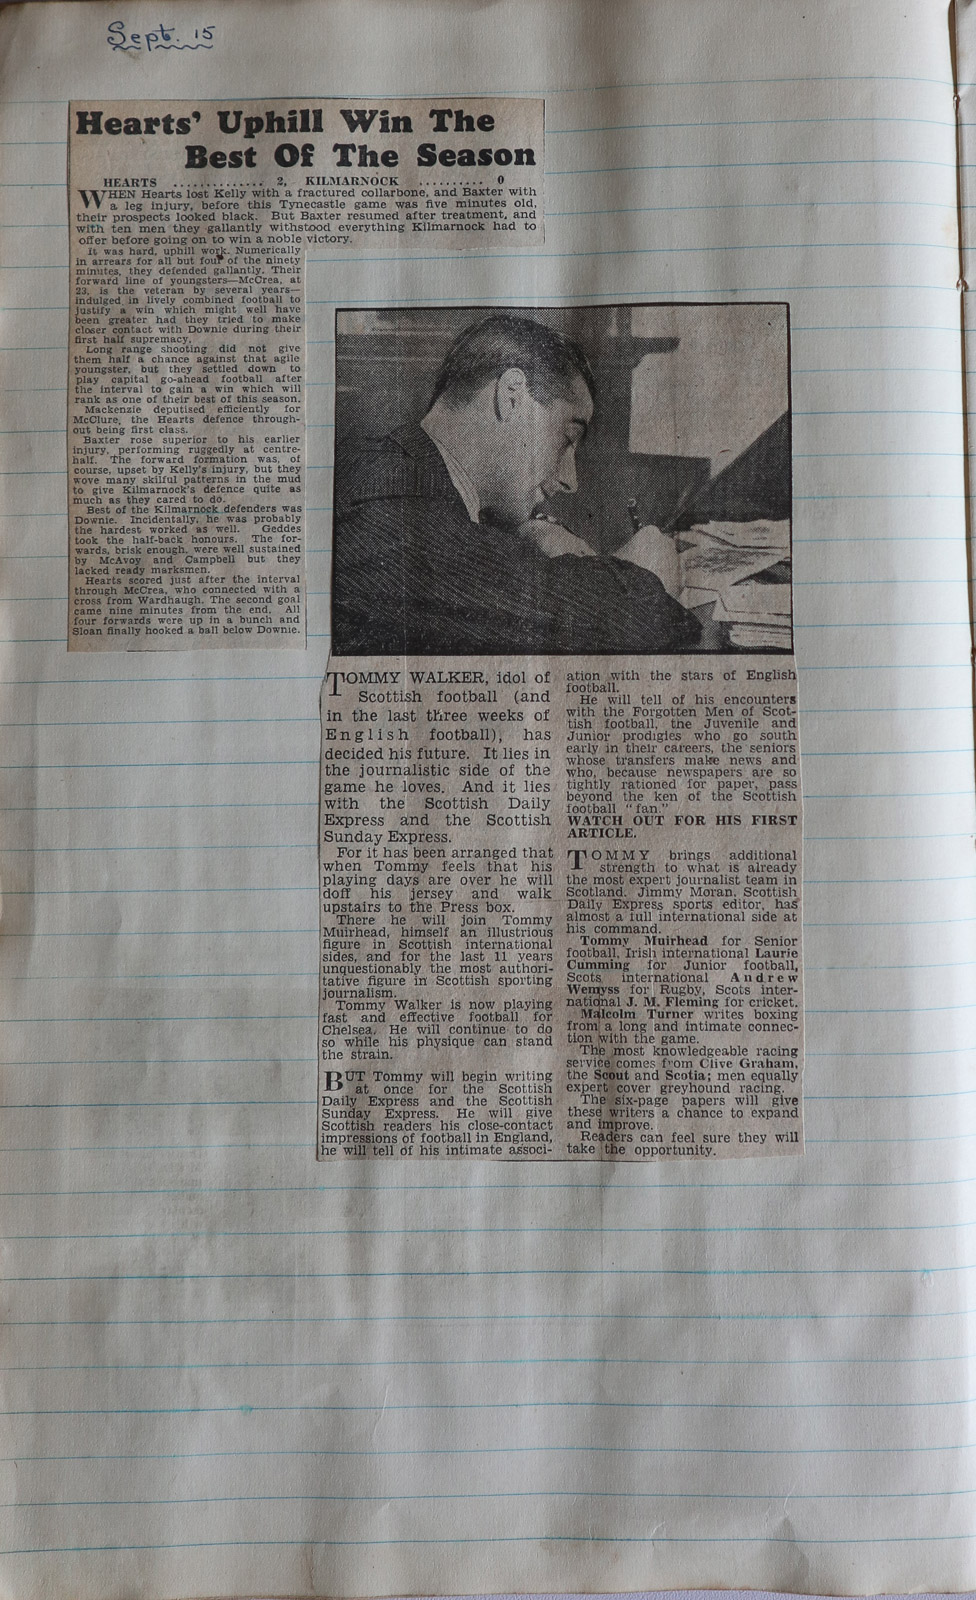 Sept. 15
Hearts' Uphill Win The
Best Of The Season
HEARTS .............. 2, KILMARNOCK .......... 0
WHEN Hearts lost Kelly with a fractured collarbone, and Baxter with
a leg injury, before this Tynecastle game was five minutes old,
their prospects looked black. But Baxter resumed after treatment, and
with ten men they gallantly withstood everything Kilmarnock had to
offer before going on to win a noble victory.
It was hard, uphill work. Numerically
in arrears for all but four of the ninety
minutes, they defended gallantly. Their
forward line of youngsters—McCrea, at
23, is the veteran by several years—
indulged in lively combined football to
justify a win which might well have
been greater had they tried to make
closer contact with Downie during their
first half supremacy.
Long range shooting did not give
them half a chance against that agile
youngster, but they settled down to
play capital go-ahead football after
the interval to gain a win which will
rank as one of their best of this season.
Mackenzie deputised efficiently for
McClure, the Hearts defence through-
out being first class.
Baxter rose superior to his earlier
injury, performing ruggedly at centre-
half. The forward formation was, of
course, upset by Kelly's injury, but they
wove many skilful patterns in the mud
to give Kilmarnock's defence quite as
much as they cared to do.
Best of the Kilmarnock defenders was
Downie. Incidentally, he was probably
the hardest worked as well. Geddes
took the half-back honours. The for-
wards, brisk enough, were well sustained
by McAvoy and Campbell but they
lacked ready marksmen.
Hearts scored just after the interval
through McCrea, who connected with a
cross from Wardhaugh. The second goal
came nine minutes from the end. All
four forwards were up in a bunch and
Sloan finally hooked a ball below Downie.
TOMMY WALKER, idol of
Scottish football (and
in the last three weeks of
English football), has
decided his future. It lies in
the journalistic side of the
game he loves. And it lies
with the Scottish Daily
Express and the Scottish
Sunday Express.
For it has been arranged that
when Tommy feels that his
playing days are over he will
doff his jersey and walk
upstairs to the Press box.
There he will join Tommy
Muirhead, himself an illustrious
figure in Scottish international
sides, and for the last 11 years
unquestionably the most authori-
tative figure in Scottish sporting
journalism.
Tommy Walker is now playing
fast and effective football for
Chelsea. He will continue to do
so while his physique can stand
the strain.
BUT Tommy will begin writing
at once for the Scottish
Daily Express and the Scottish
Sunday Express. He will give
Scottish readers his close-contact
impressions of football in England,
he will tell of his intimate associ-
ation with the stars of English
football.
He will tell of his encounters
with the Forgotten Men of Scot-
tish football, the Juvenile and
Junior prodigies who go south
early in their careers, the seniors
whose transfers make news and
who, because newspapers are so
tightly rationed for paper, pass
beyond the ken of the Scottish
football "fan."
WATCH OUT FOR HIS FIRST
ARTICLE.
TOMMY brings additional
strength to what is already
the most expert journalist team in
Scotland. Jimmy Moran, Scottish
Daily Express sports editor, has
almost a full international side at
his command.
Tommy Muirhead for Senior
football, Irish international Laurie
Cumming for Junior football,
Scots international Andrew
Wemyss for Rugby, Scots inter-
national J. M. Fleming for cricket.
Malcolm Turner writes boxing
from a long and intimate connec-
tion with the game.
The most knowledgeable racing
service comes from Clive Graham,
the Scout and Scotia; men equally
expert cover greyhound racing.
The six-page papers will give
these writers a chance to expand
and improve.
Readers can feel sure they will
take the opportunity.